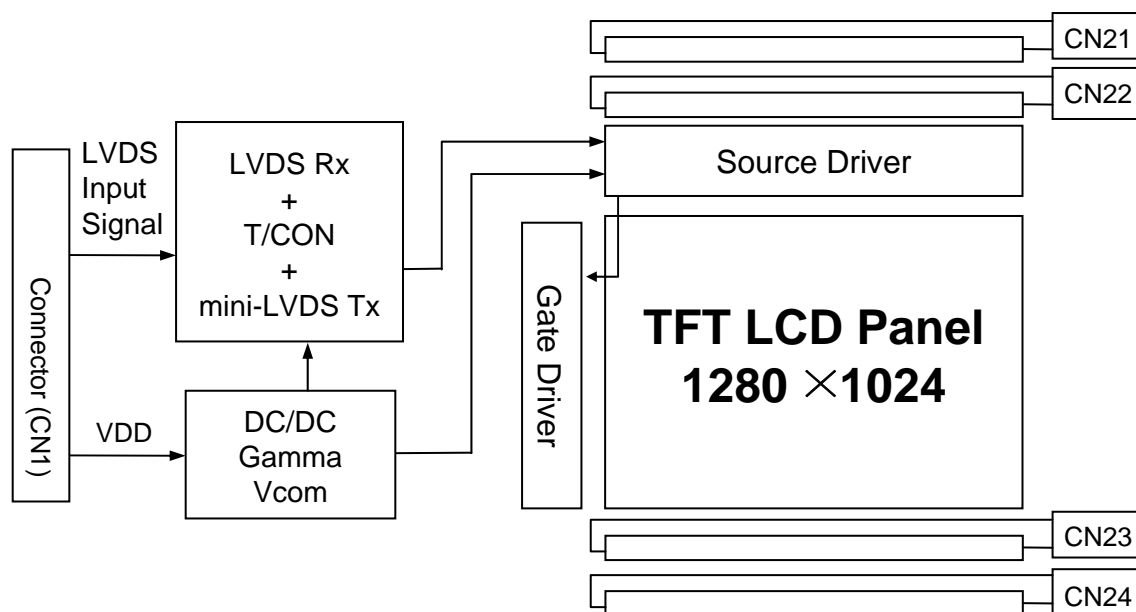 CN21
CN22
LVDS
Input
Signal
LVDS Rx
+
T/CON
+
mini-LVDS Tx
Source Driver
Connector (CN1)
Gate Driver
TFT LCD Panel
1280 ×1024
VDD
DC/DC
Gamma
Vcom
CN23
CN24